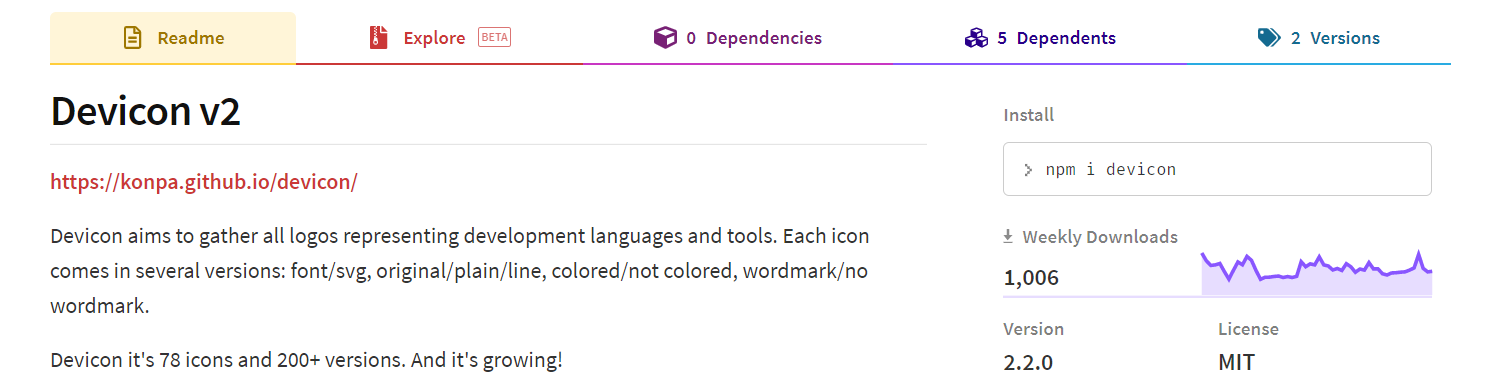 Readme
Explore BETA
0 Dependencies
5 Dependents
2 Versions
Devicon v2
https://konpa.github.io/devicon/
Devicon aims to gather all logos representing development languages and tools. Each icon
comes in several versions: font/svg, original/plain/line, colored/not colored, wordmark/no
wordmark.
Devicon it's 78 icons and 200+ versions. And it's growing!
Install
> npm i devicon
Weekly Downloads
1,006
Version
2.2.0
License
MIT